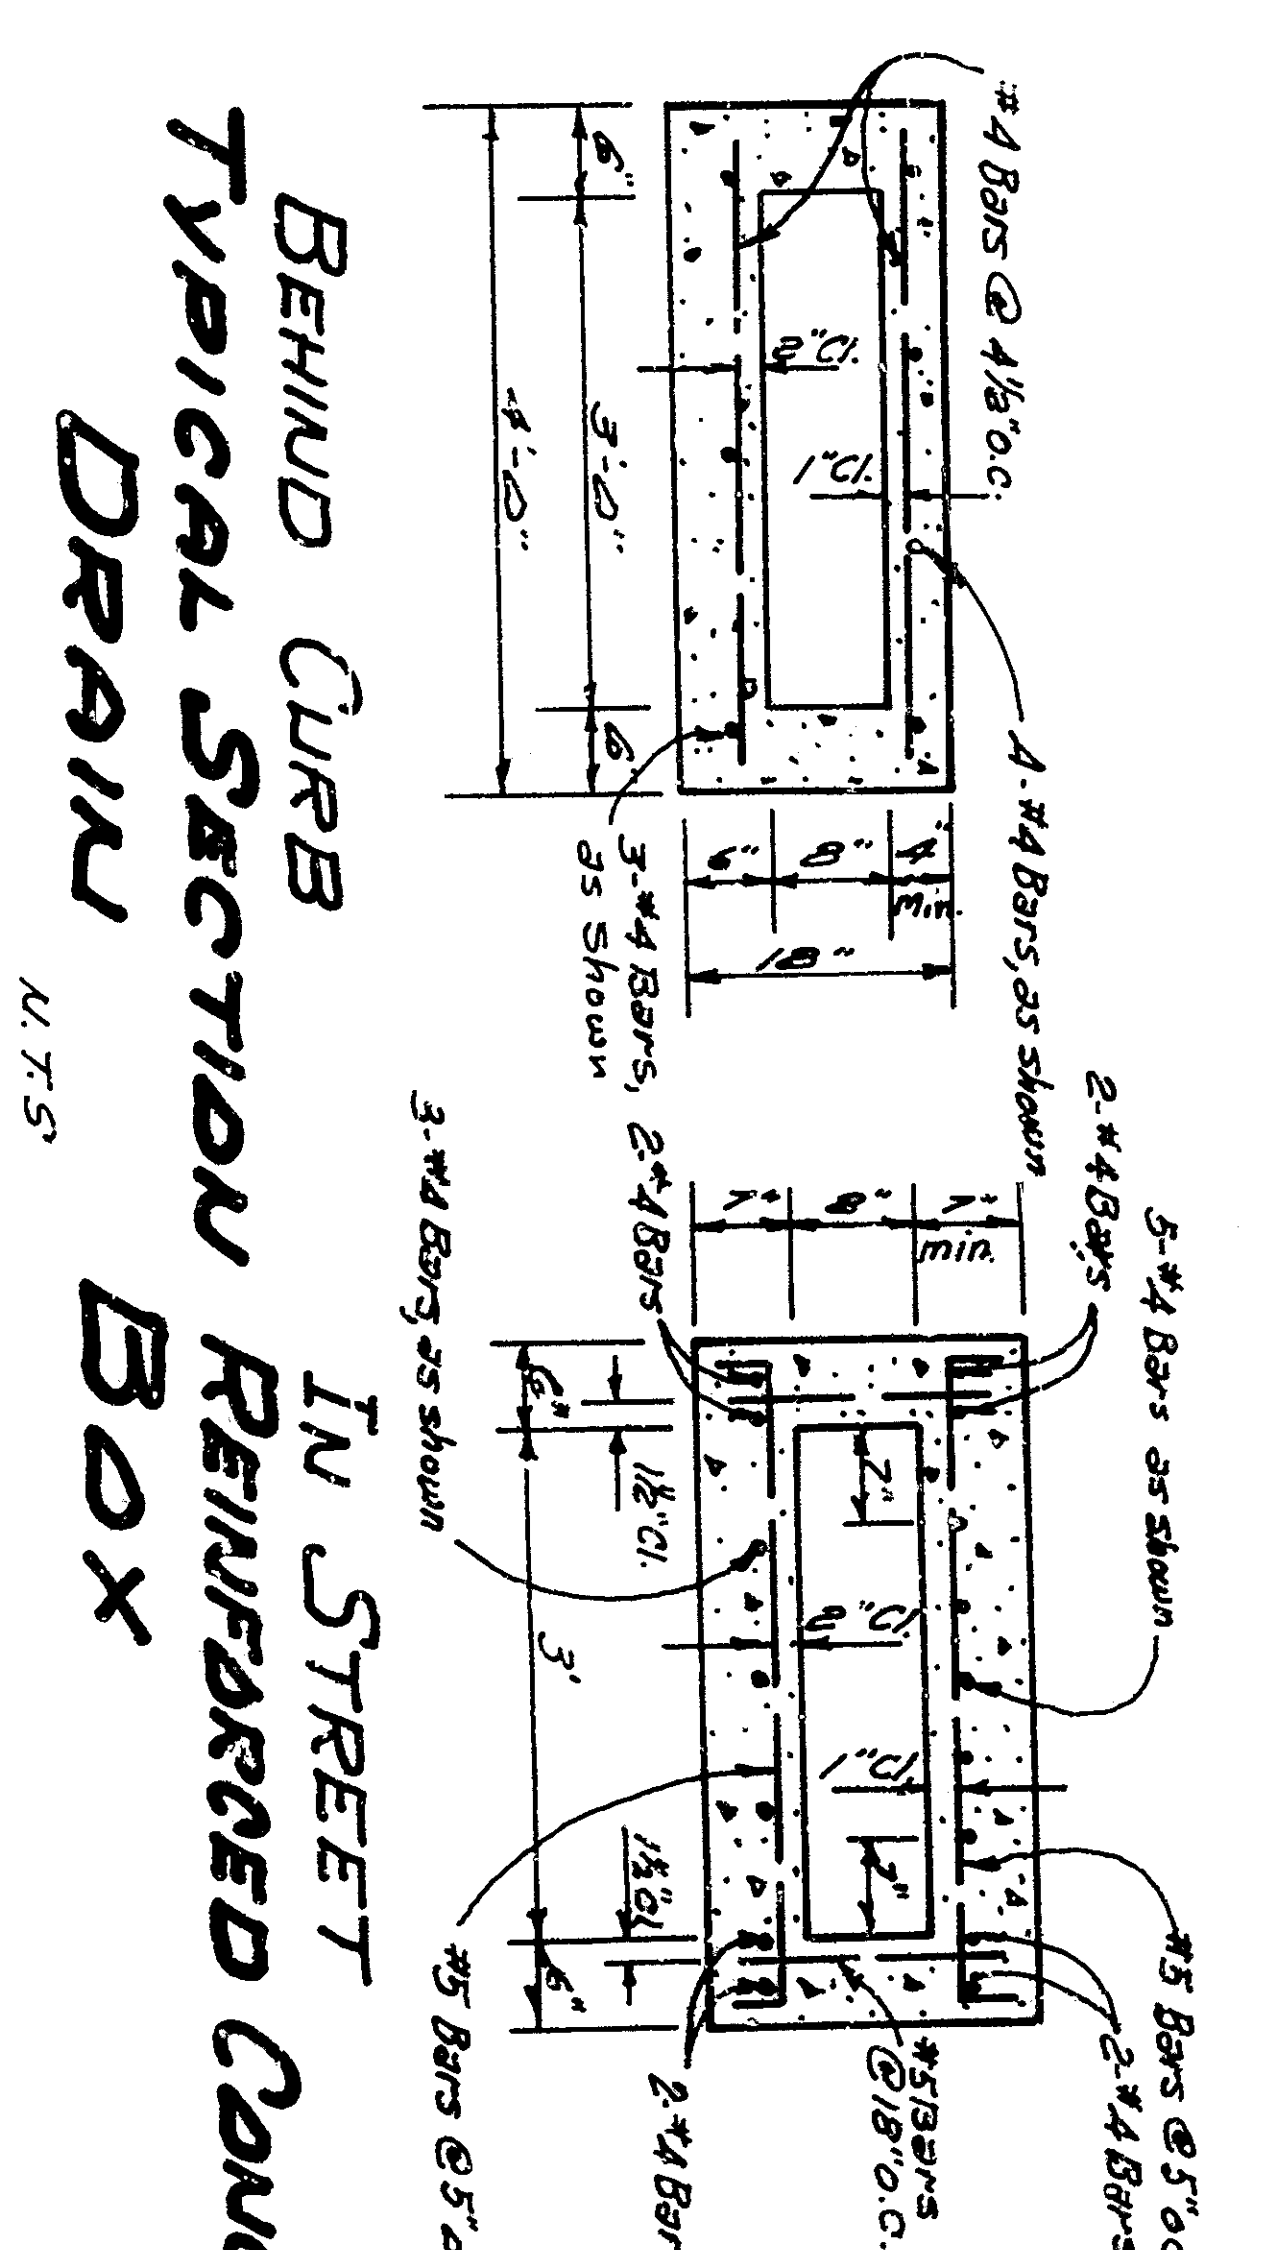 #4 Bars @ 4½" o.c.
4-#4 Bars, as shown
3-#4 Bars,
as shown
6"
3'-0"
6"
4'-0"
2" Cl.
1" Cl.
4"
min.
8"
18"
BEHIND CURB
2-#4 Bars
5-#4 Bars as shown
#5 Bars @ 5" oc
2-#4 Bars
#5 Bars
@ 18" o.c.
2-#4 Bars
3-#4 Bars, as shown
#5 Bars @ 5"
2-#4 Bar
7"
min.
8"
7"
7"
7"
2" Cl.
1" Cl.
6"
1½" Cl.
3'
1½" Cl
6"
IN STREET
TYPICAL SECTION REINFORCED CONC
DRAIN BOX
N.T.S